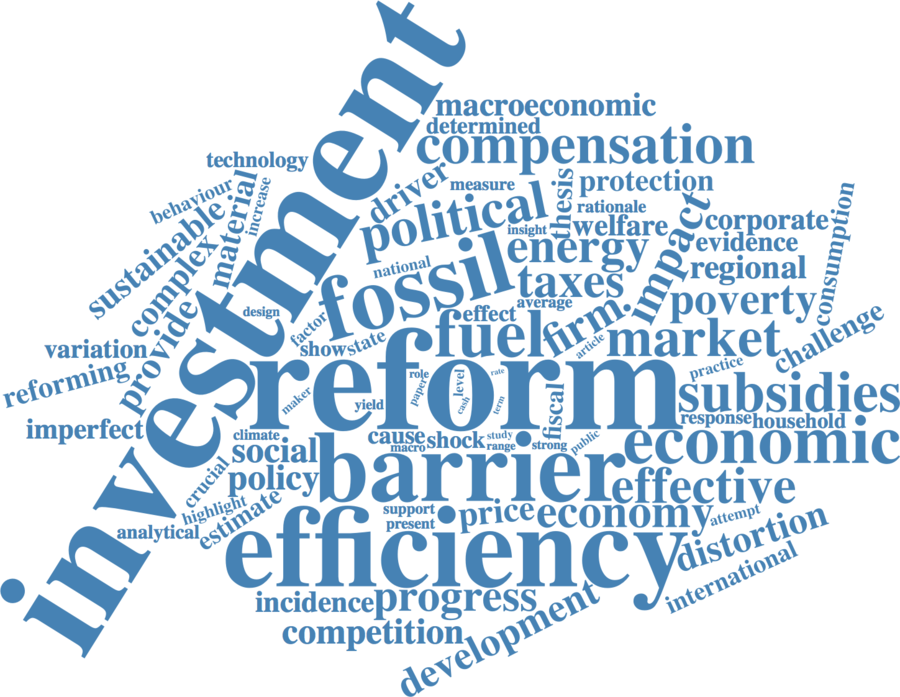 investment
macroeconomic
determined
compensation
technology
driver
measure
thesis
protection
behaviour
increase
material
political
rationale
insight
welfare
impact
corporate
consumption
sustainable
complex
national
fossil
energy
evidence
regional
taxes
average
poverty
design
factor
effect
provide
variation
show
state
fuel
firm
article
market
challenge
reforming
reform
practice
role
paper
level
rate
cash
term
maker
yield
fiscal
subsidies
response
household
imperfect
climate
cause
macro
shock
study
range
strong
public
economic
social
crucial
policy
barrier
effective
highlight
estimate
support
present
price
economy
attempt
analytical
efficiency
distortion
international
incidence
progress
competition
development